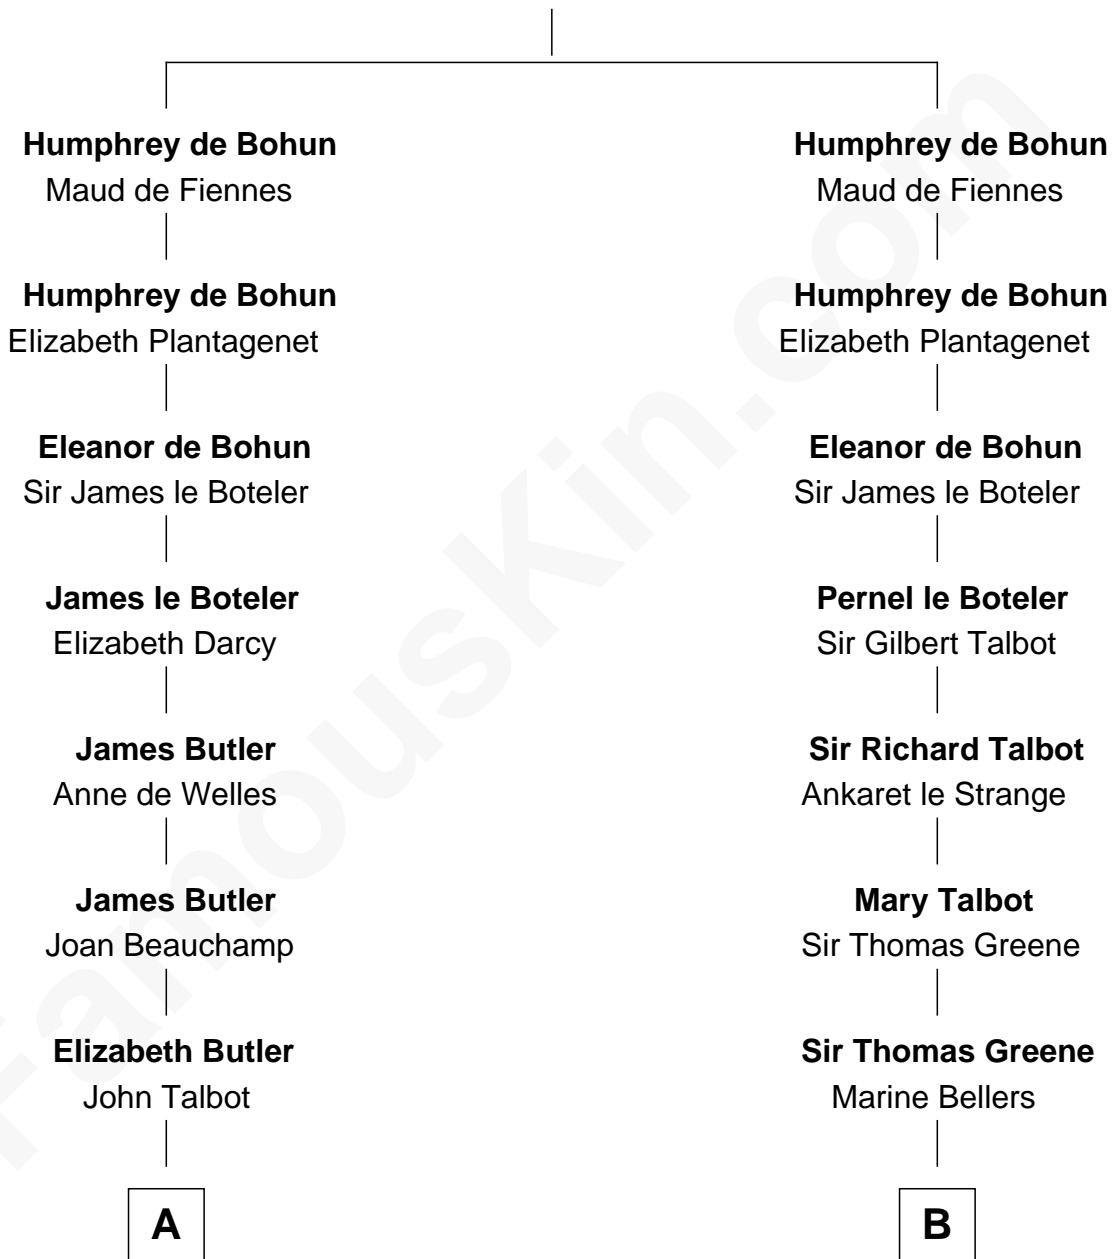 Humphrey de Bohun
Maud de Fiennes
Humphrey de Bohun
Elizabeth Plantagenet
Eleanor de Bohun
Sir James le Boteler
James le Boteler
Elizabeth Darcy
James Butler
Anne de Welles
James Butler
Joan Beauchamp
Elizabeth Butler
John Talbot
A
Humphrey de Bohun
Maud de Fiennes
Humphrey de Bohun
Elizabeth Plantagenet
Eleanor de Bohun
Sir James le Boteler
Pernel le Boteler
Sir Gilbert Talbot
Sir Richard Talbot
Ankaret le Strange
Mary Talbot
Sir Thomas Greene
Sir Thomas Greene
Marine Bellers
B
FamousKin.com